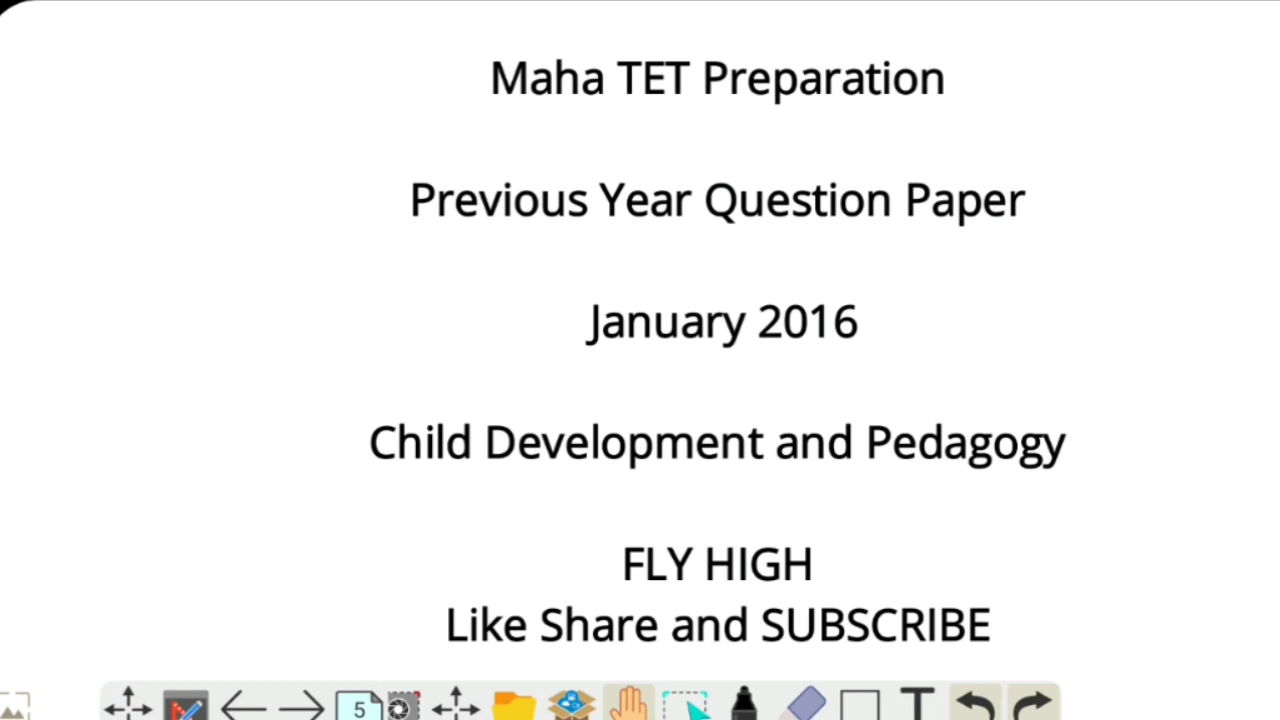 Maha TET Preparation
Previous Year Question Paper
January 2016
Child Development and Pedagogy
FLY HIGH
Like Share and SUBSCRIBE
5
T